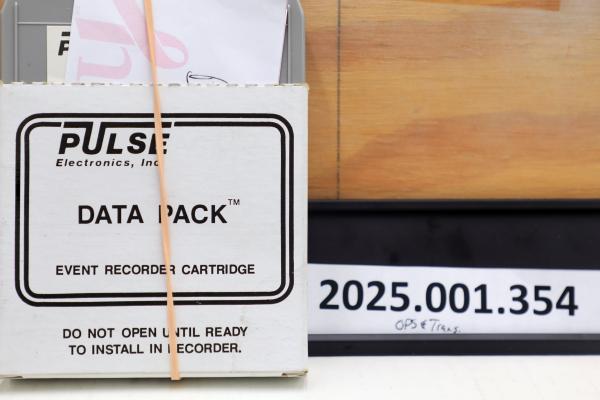 PULSE
Electronics, Inc
DATA PACK™
EVENT RECORDER CARTRIDGE
DO NOT OPEN UNTIL READY
TO INSTALL IN RECORDER.
2025.001.354
OPS & Trans.